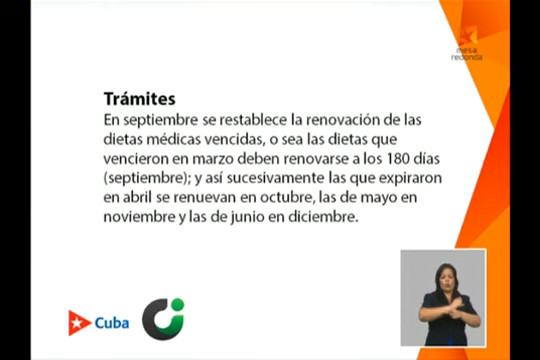 mesa
redonda
Trámites
En septiembre se restablece la renovación de las
dietas médicas vencidas, o sea las dietas que
vencieron en marzo deben renovarse a los 180 días
(septiembre); y así sucesivamente las que expiraron
en abril se renuevan en octubre, las de mayo en
noviembre y las de junio en diciembre.
Cuba